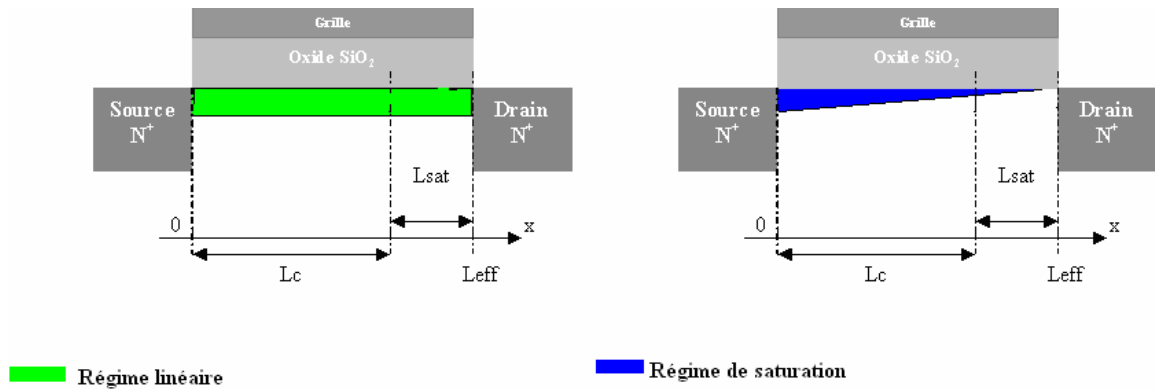 Grille
Oxide SiO₂
Source
N⁺
Drain
N⁺
Lsat
0
x
Lc
Leff
Régime linéaire
Grille
Oxide SiO₂
Source
N⁺
Drain
N⁺
Lsat
0
x
Lc
Leff
Régime de saturation